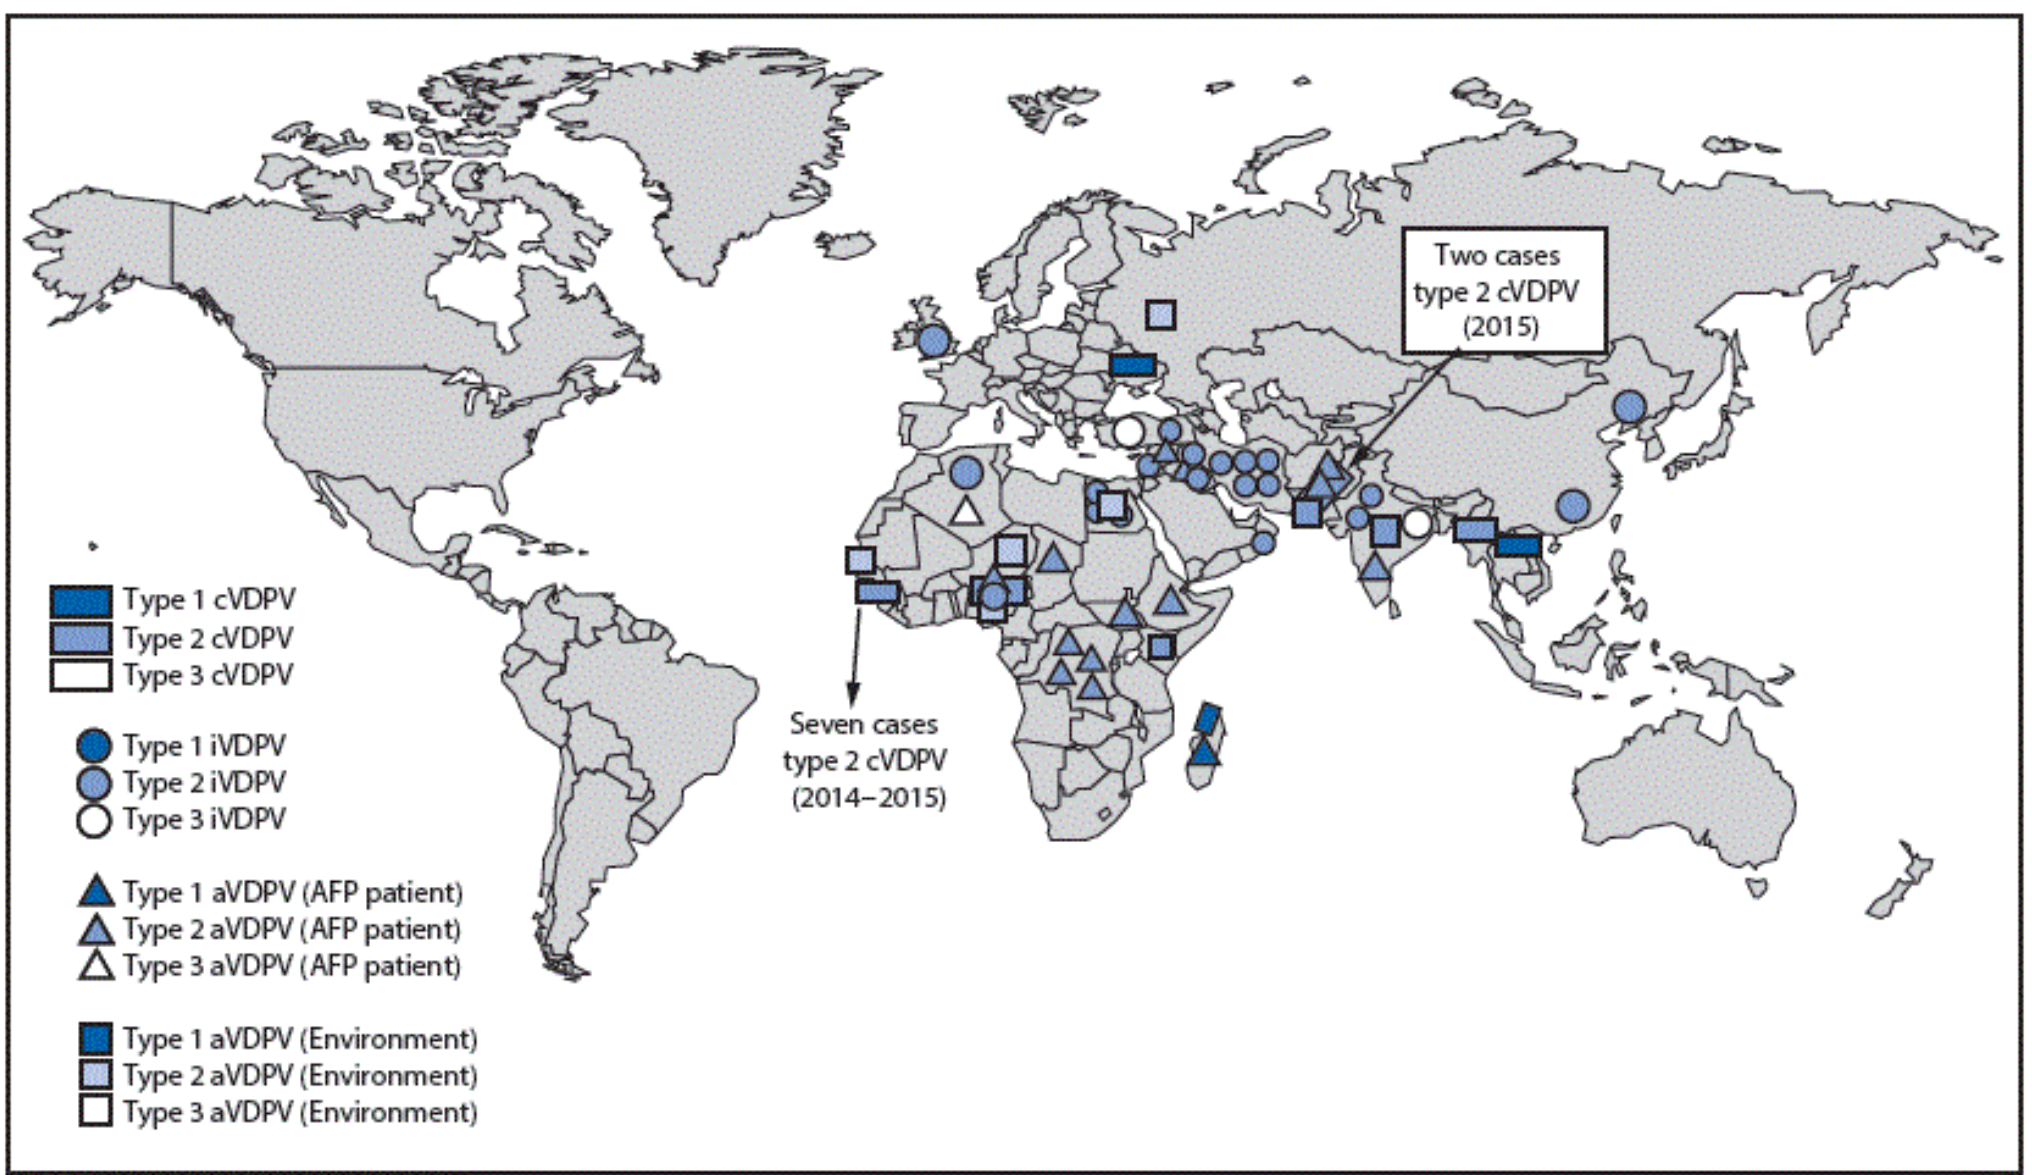 Two cases
type 2 cVDPV
(2015)
Type 1 cVDPV
Type 2 cVDPV
Type 3 cVDPV
Seven cases
type 2 cVDPV
(2014–2015)
Type 1 iVDPV
Type 2 iVDPV
Type 3 iVDPV
Type 1 aVDPV (AFP patient)
Type 2 aVDPV (AFP patient)
Type 3 aVDPV (AFP patient)
Type 1 aVDPV (Environment)
Type 2 aVDPV (Environment)
Type 3 aVDPV (Environment)